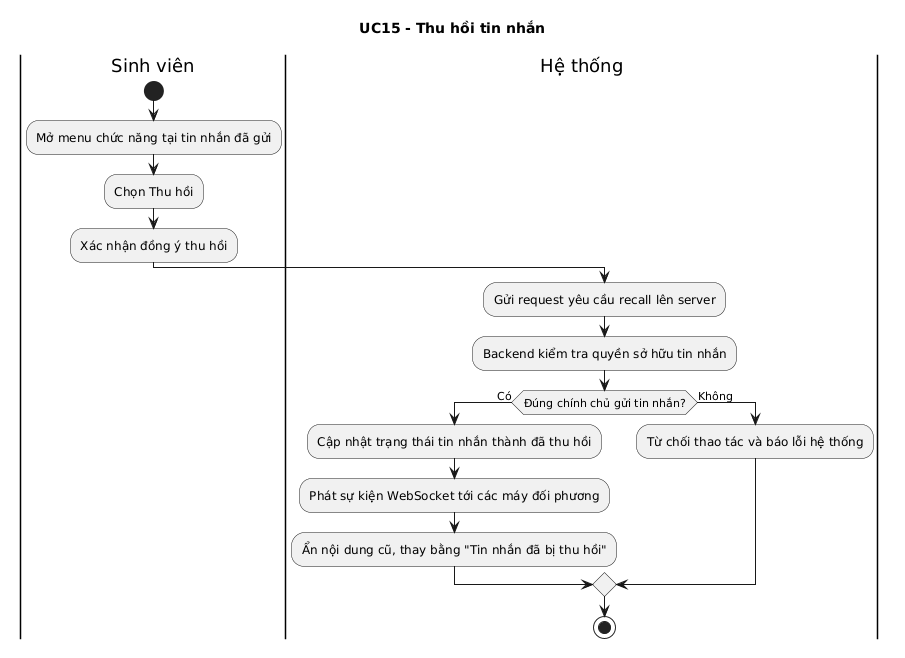 UC15 - Thu hồi tin nhắn
Sinh viên
Hệ thống
Mở menu chức năng tại tin nhắn đã gửi
Chọn Thu hồi
Xác nhận đồng ý thu hồi
Gửi request yêu cầu recall lên server
Backend kiểm tra quyền sở hữu tin nhắn
Có
Đúng chính chủ gửi tin nhắn?
Không
Cập nhật trạng thái tin nhắn thành đã thu hồi
Từ chối thao tác và báo lỗi hệ thống
Phát sự kiện WebSocket tới các máy đối phương
Ẩn nội dung cũ, thay bằng "Tin nhắn đã bị thu hồi"